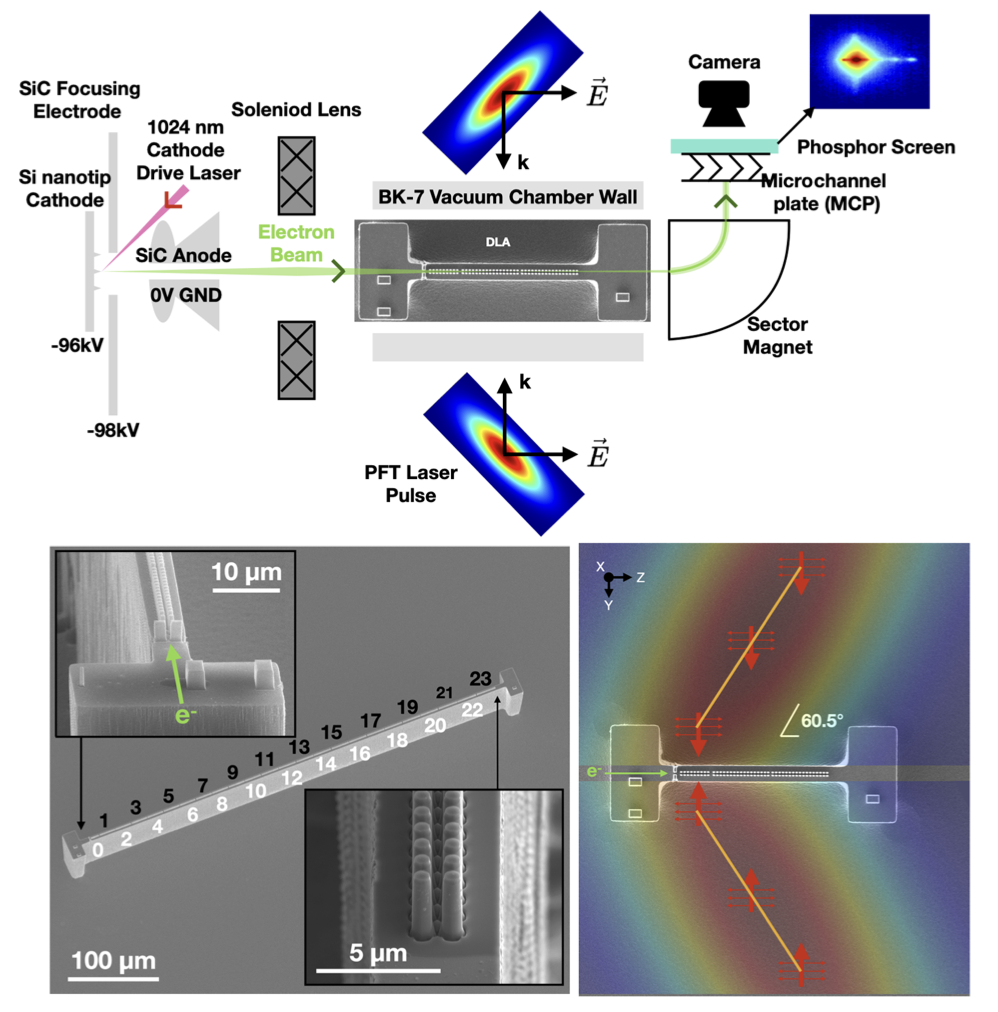 SiC Focusing
Electrode
Si nanotip
Cathode
1024 nm
Cathode
Drive Laser
SiC Anode
0V GND
-96kV
-98kV
Soleniod Lens
Electron
Beam
E
k
BK-7 Vacuum Chamber Wall
DLA
k
E
PFT Laser
Pulse
Camera
Phosphor Screen
Microchannel
plate (MCP)
Sector
Magnet
10 µm
e-
0 1 2 3 4 5 6 7 8 9 10 11 12 13 14 15 16 17 18 19 20 21 22 23
5 µm
100 µm
X
Z
Y
60.5°
e-